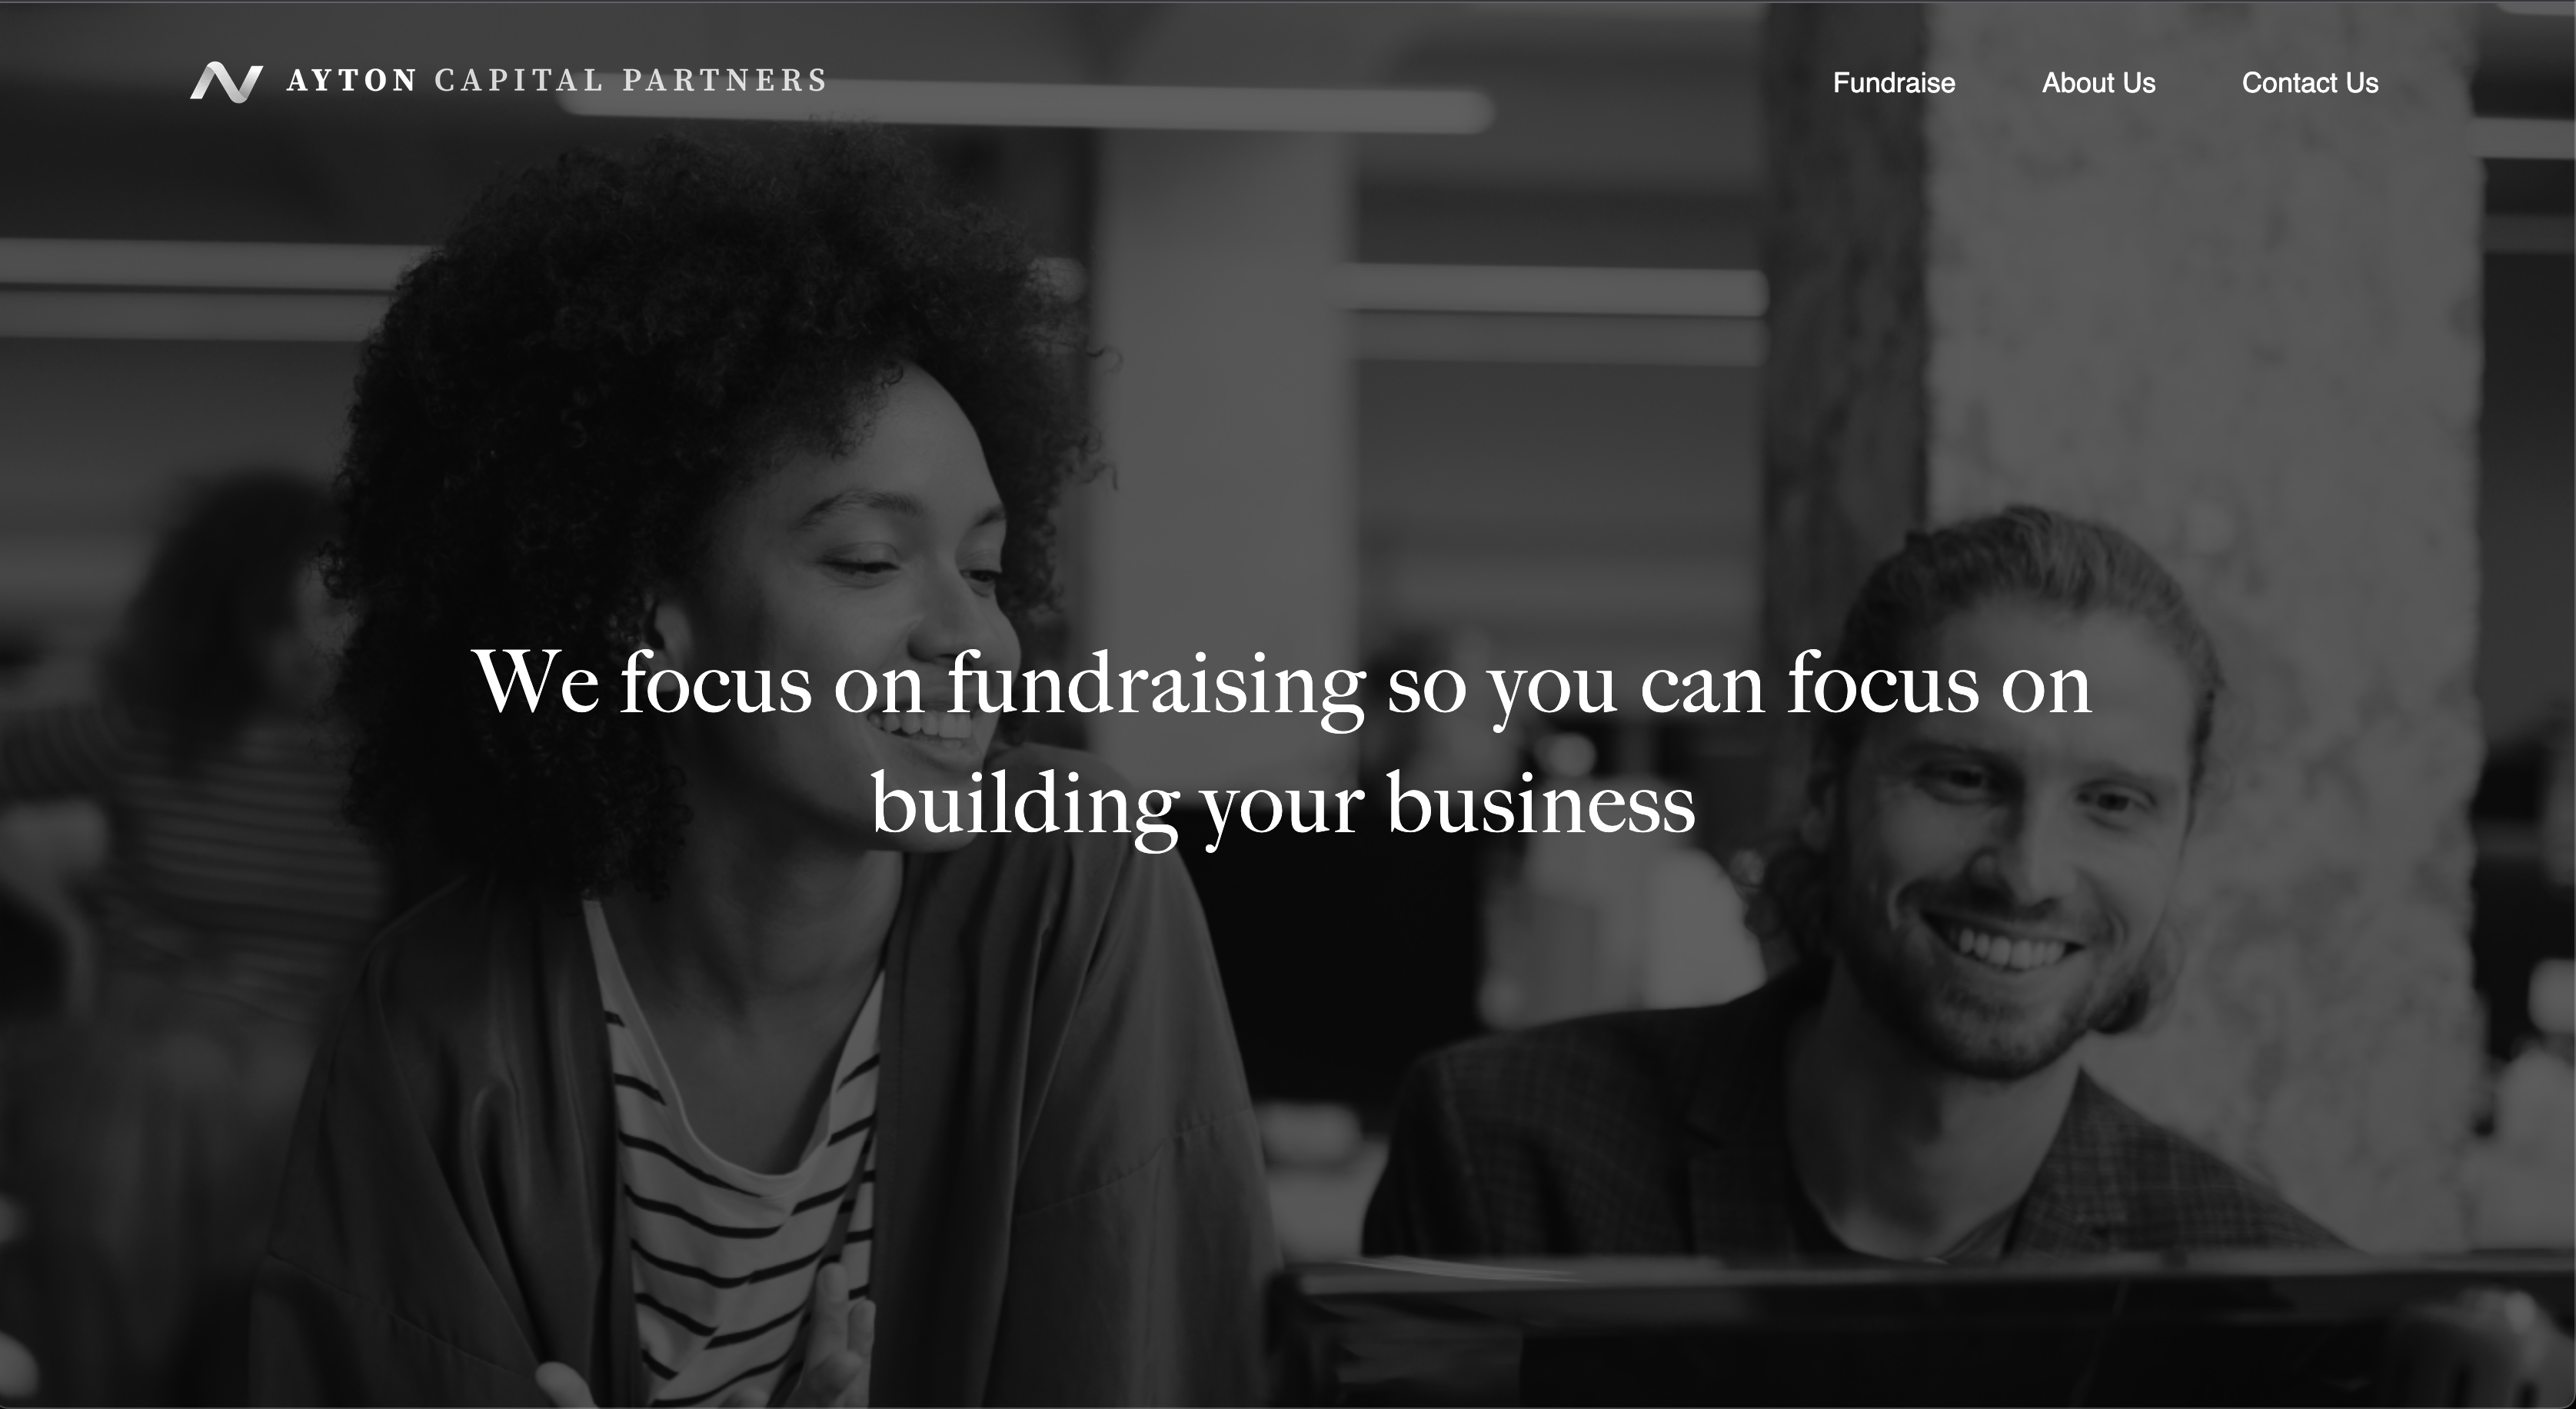 AYTON CAPITAL PARTNERS
Fundraise About Us Contact Us
We focus on fundraising so you can focus on
building your business